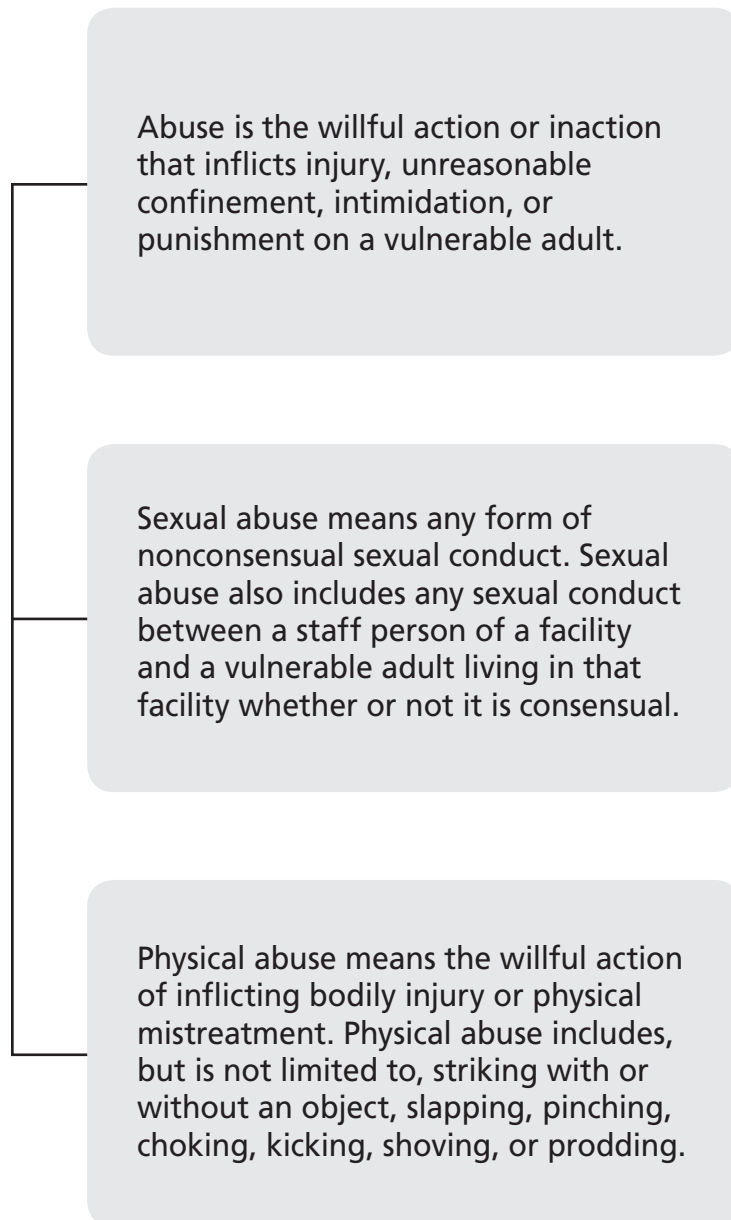 Abuse is the willful action or inaction
that inflicts injury, unreasonable
confinement, intimidation, or
punishment on a vulnerable adult.
Sexual abuse means any form of
nonconsensual sexual conduct. Sexual
abuse also includes any sexual conduct
between a staff person of a facility
and a vulnerable adult living in that
facility whether or not it is consensual.
Physical abuse means the willful action
of inflicting bodily injury or physical
mistreatment. Physical abuse includes,
but is not limited to, striking with or
without an object, slapping, pinching,
choking, kicking, shoving, or prodding.